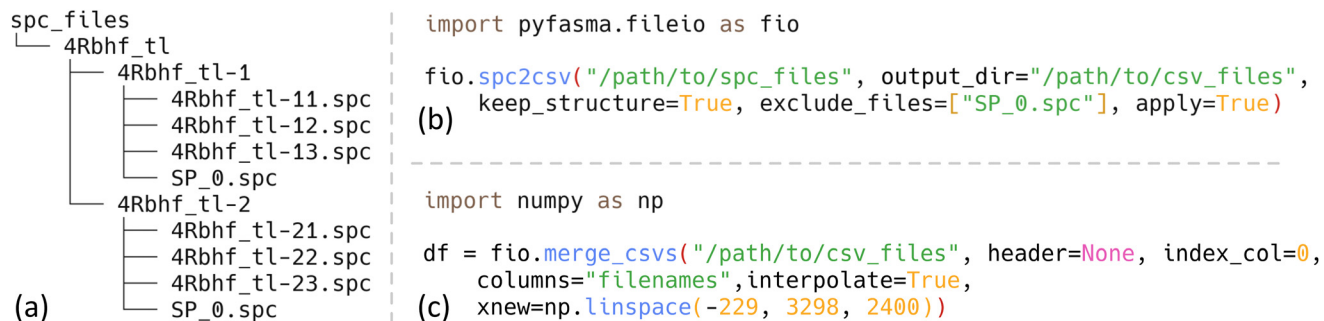 spc_files
4Rbhf_tl
4Rbhf_tl-1
4Rbhf_tl-11.spc
4Rbhf_tl-12.spc
4Rbhf_tl-13.spc
SP_0.spc
4Rbhf_tl-2
4Rbhf_tl-21.spc
4Rbhf_tl-22.spc
4Rbhf_tl-23.spc
SP_0.spc
(a)
import pyfasma.fileio as fio
fio.spc2csv("/path/to/spc_files", output_dir="/path/to/csv_files",
keep_structure=True, exclude_files=["SP_0.spc"], apply=True)
(b)
import numpy as np
df = fio.merge_csvs("/path/to/csv_files", header=None, index_col=0,
columns="filenames",interpolate=True,
xnew=np.linspace(-229, 3298, 2400))
(c)